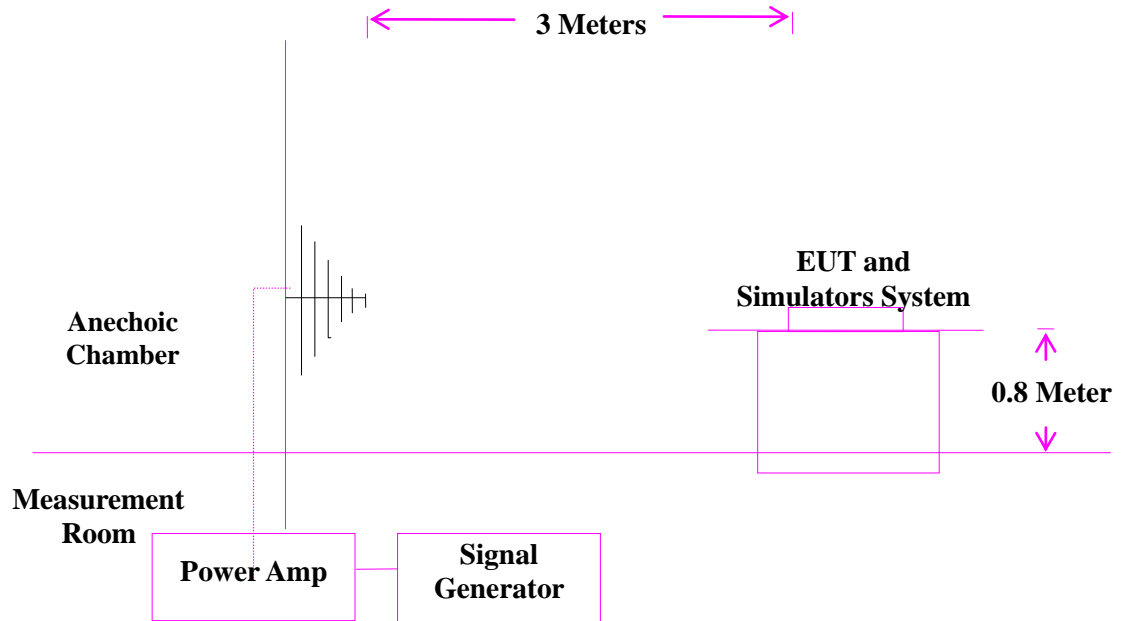 3 Meters
EUT and
Simulators System
Anechoic
Chamber
0.8 Meter
Measurement
Room
Power Amp
Signal
Generator